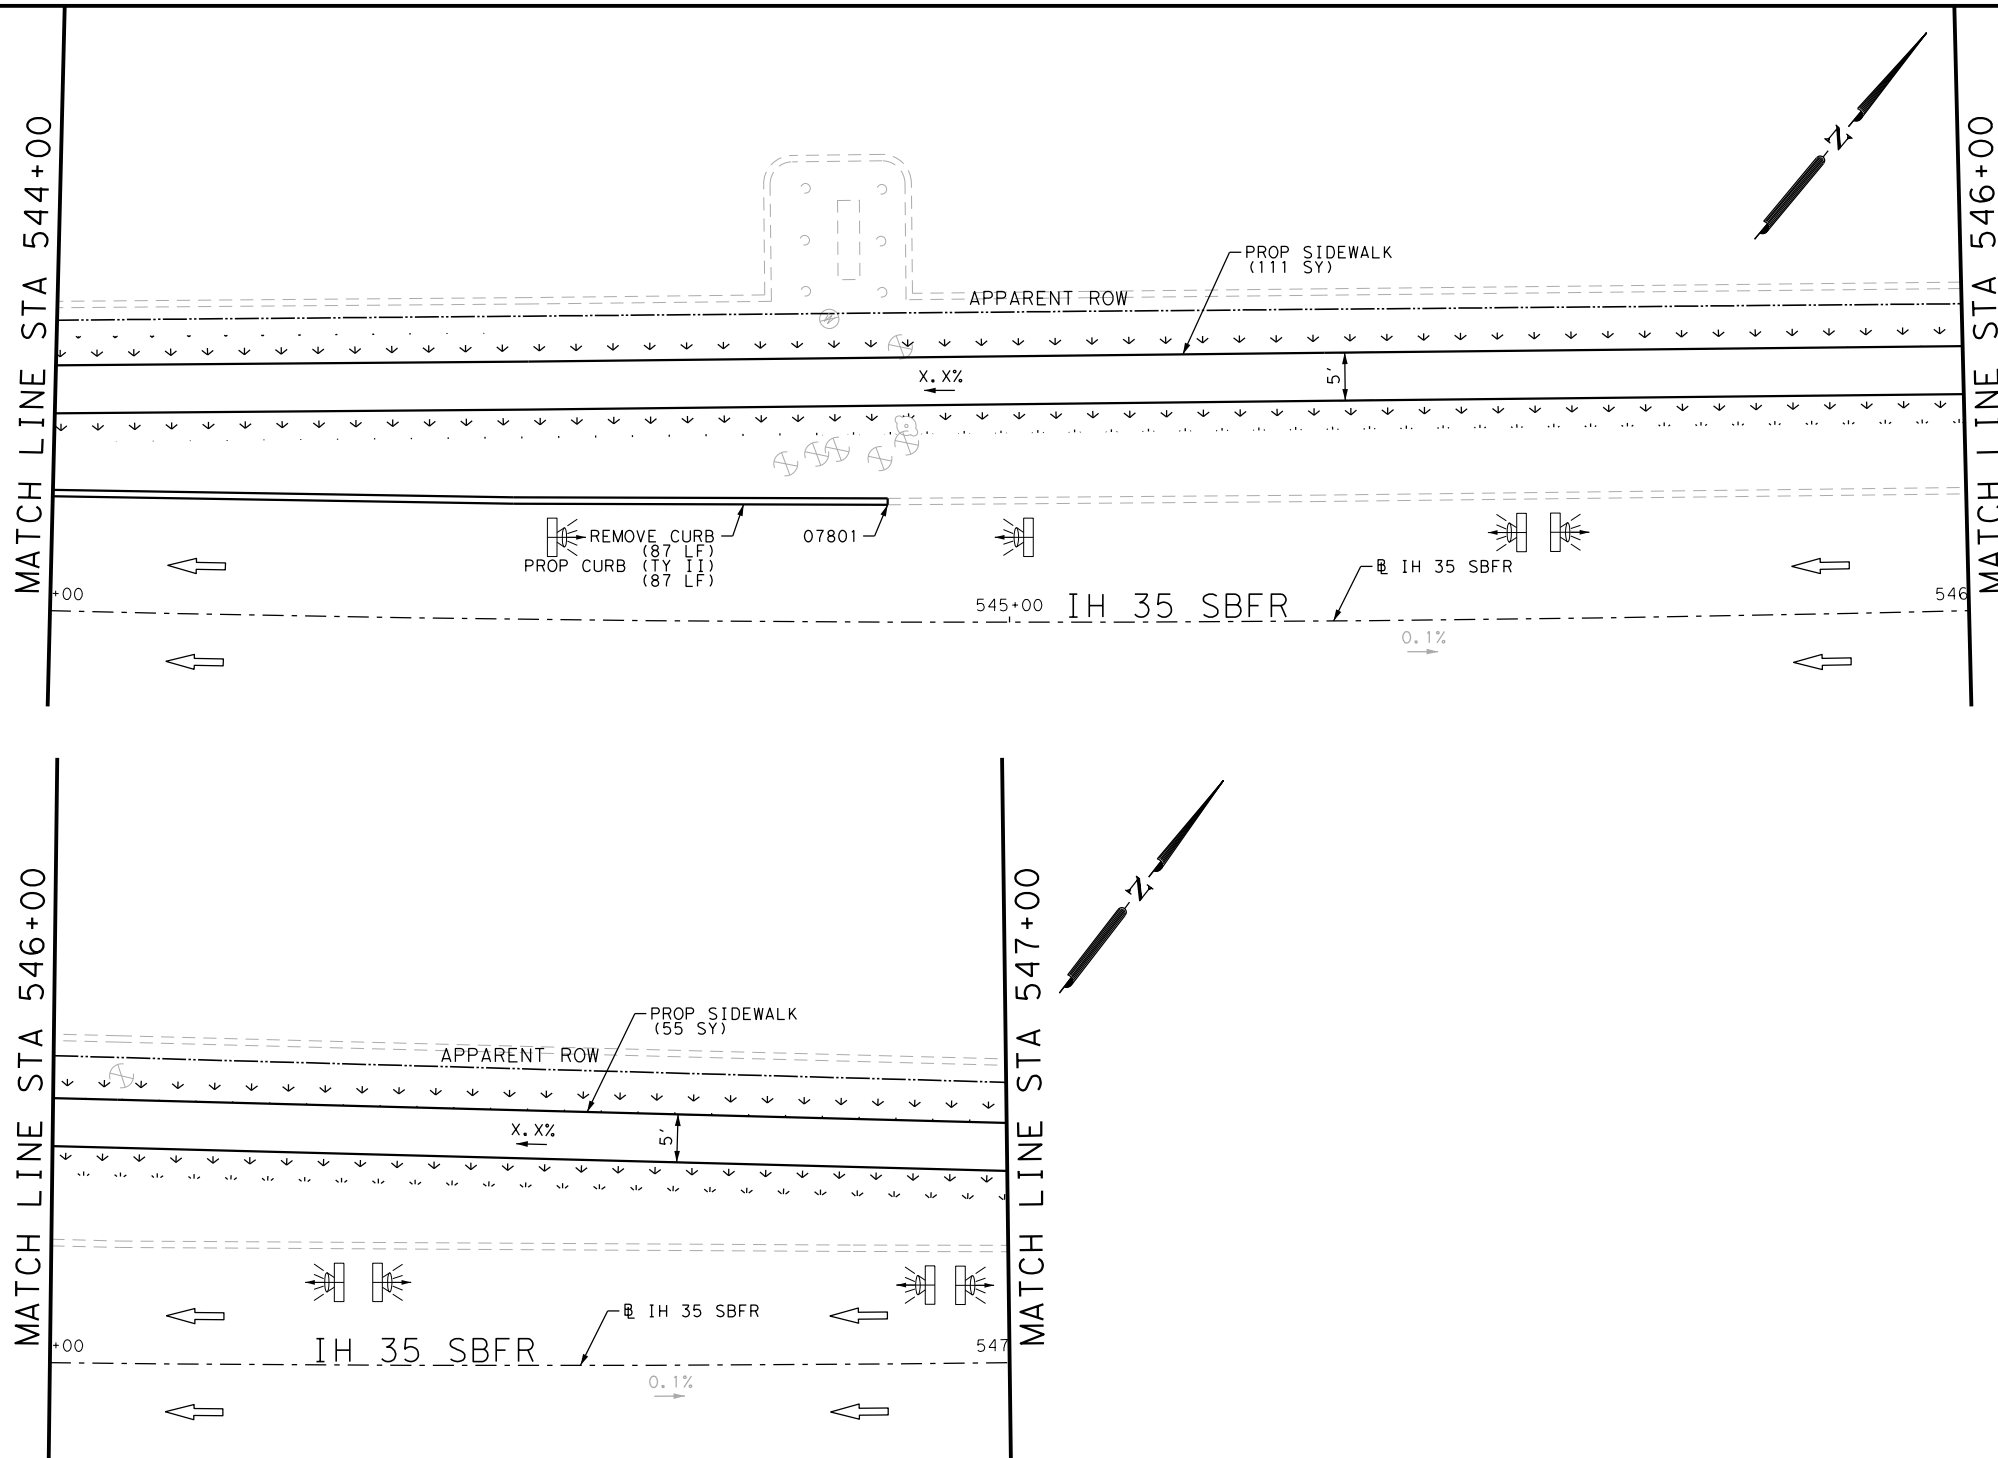 MATCH LINE STA 544+00
MATCH LINE STA 546+00
N
PROP SIDEWALK
(111 SY)
APPARENT ROW
X.X%
5'
REMOVE CURB
(87 LF)
PROP CURB (TY II)
(87 LF)
07801
BL IH 35 SBFR
+00
545+00
IH 35 SBFR
546
0.1%
MATCH LINE STA 546+00
MATCH LINE STA 547+00
N
PROP SIDEWALK
(55 SY)
APPARENT ROW
X.X%
5'
BL IH 35 SBFR
+00
IH 35 SBFR
547
0.1%